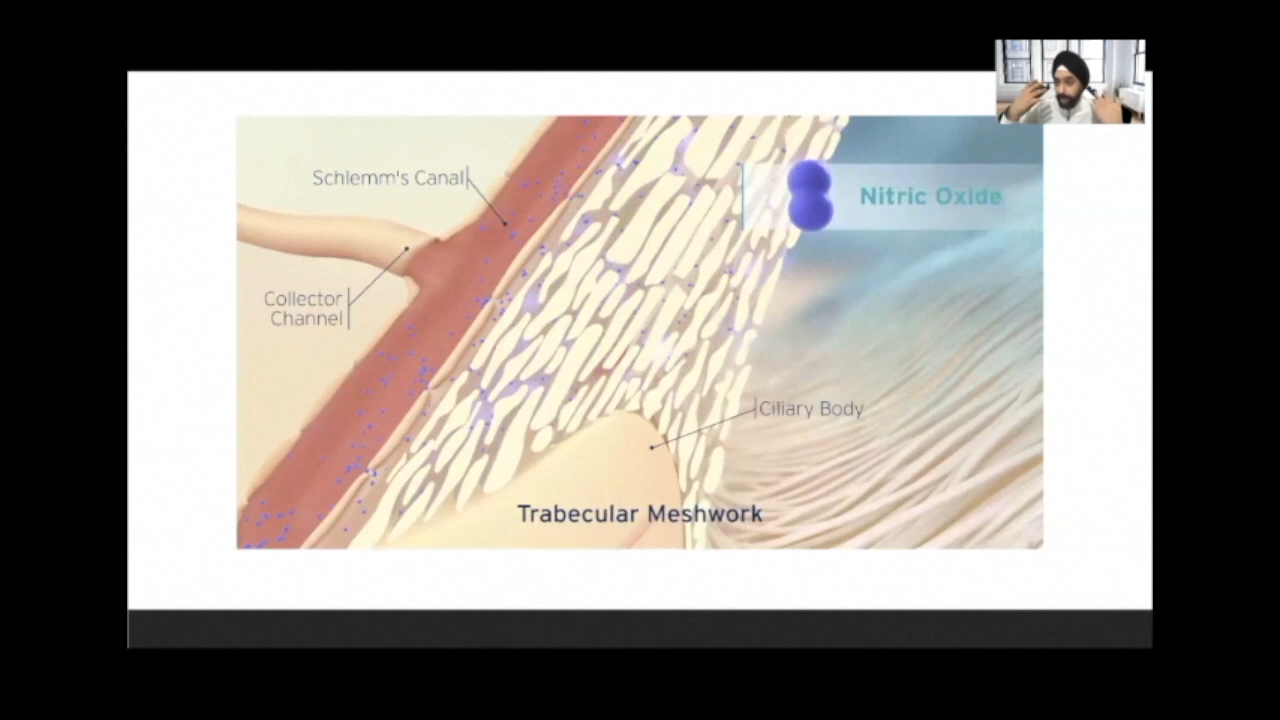 Schlemm's Canal
Nitric Oxide
Collector
Channel
Ciliary Body
Trabecular Meshwork